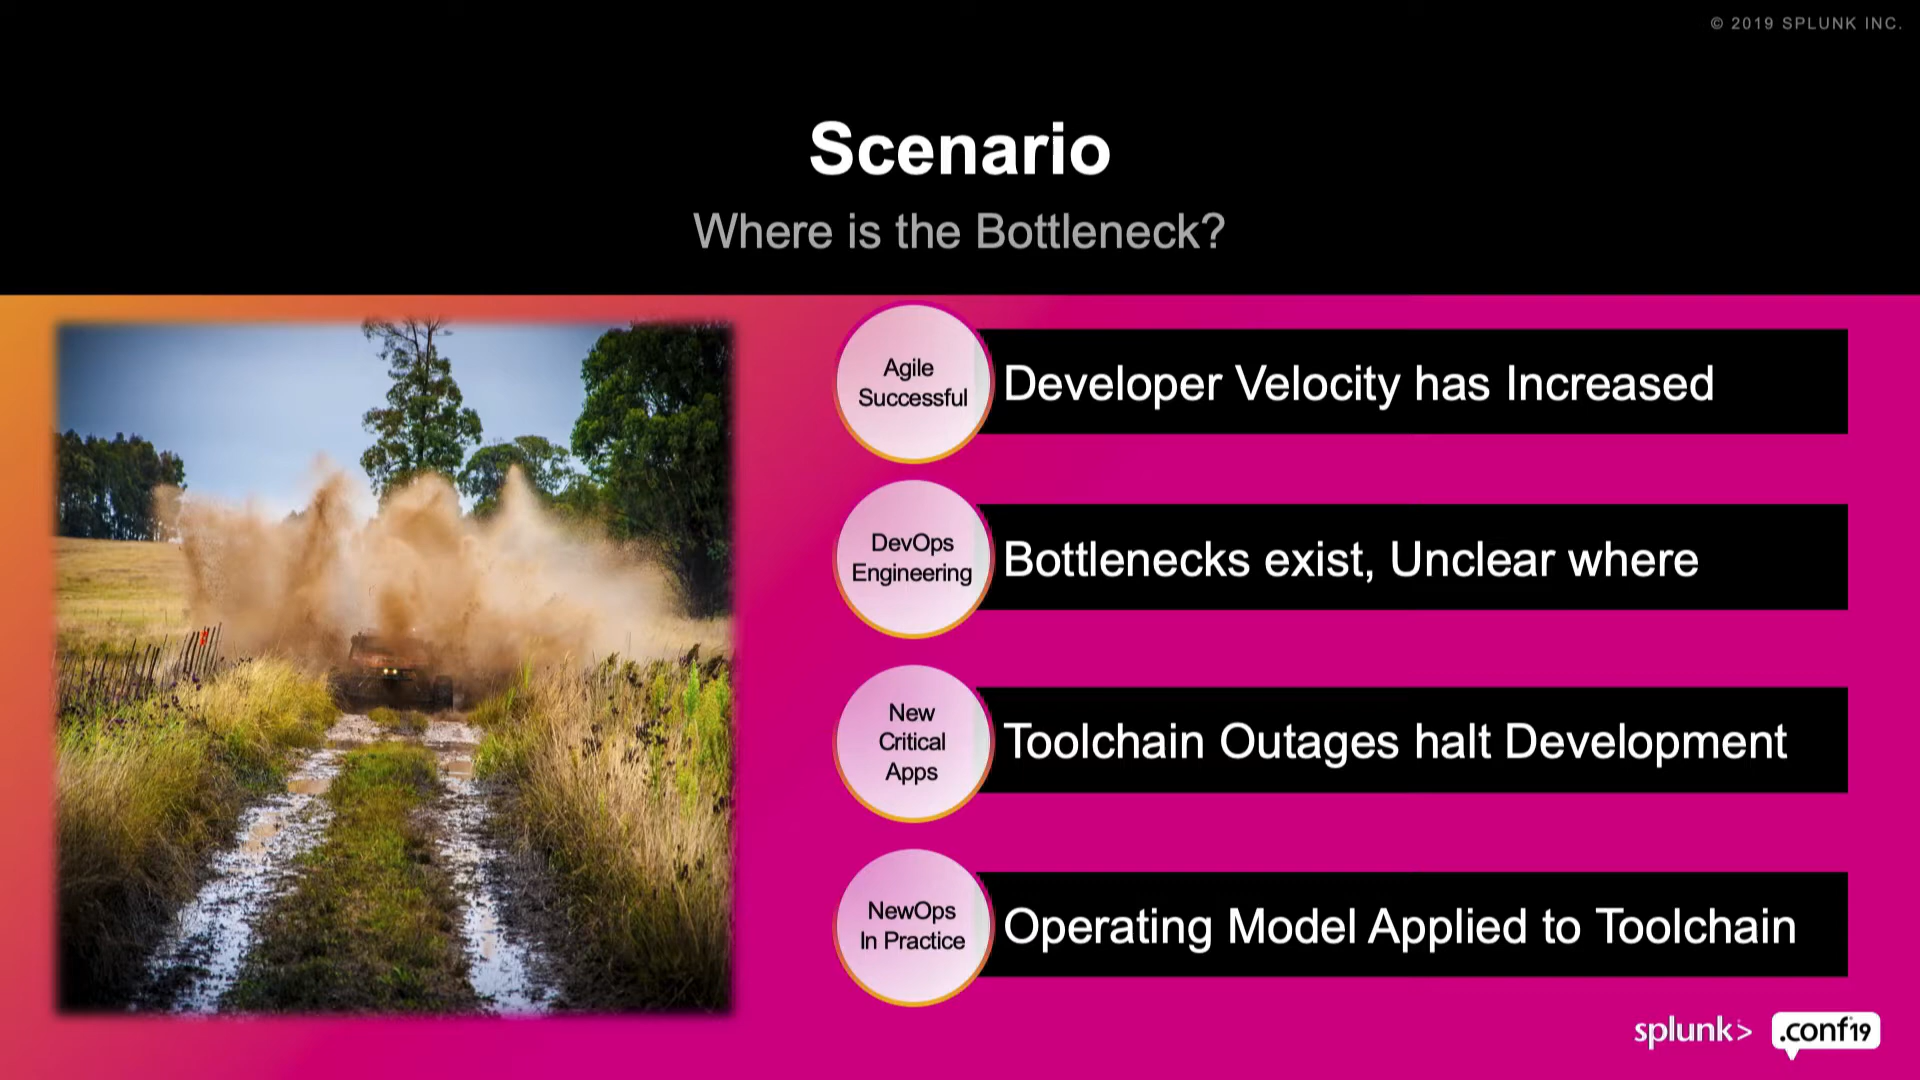 © 2019 SPLUNK INC.
Scenario
Where is the Bottleneck?
Agile
Successful
Developer Velocity has Increased
DevOps
Engineering
Bottlenecks exist, Unclear where
New
Critical
Apps
Toolchain Outages halt Development
NewOps
In Practice
Operating Model Applied to Toolchain
splunk> .conf19